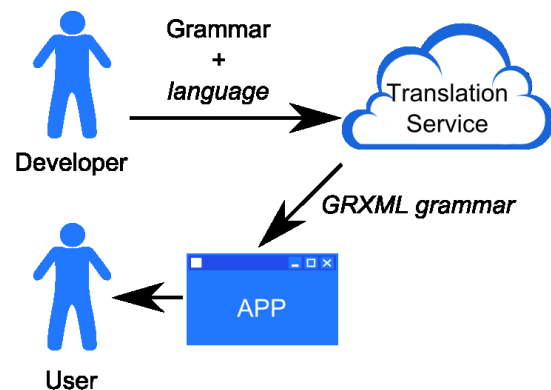 Grammar
+
language
Translation
Service
Developer
GRXML grammar
APP
User